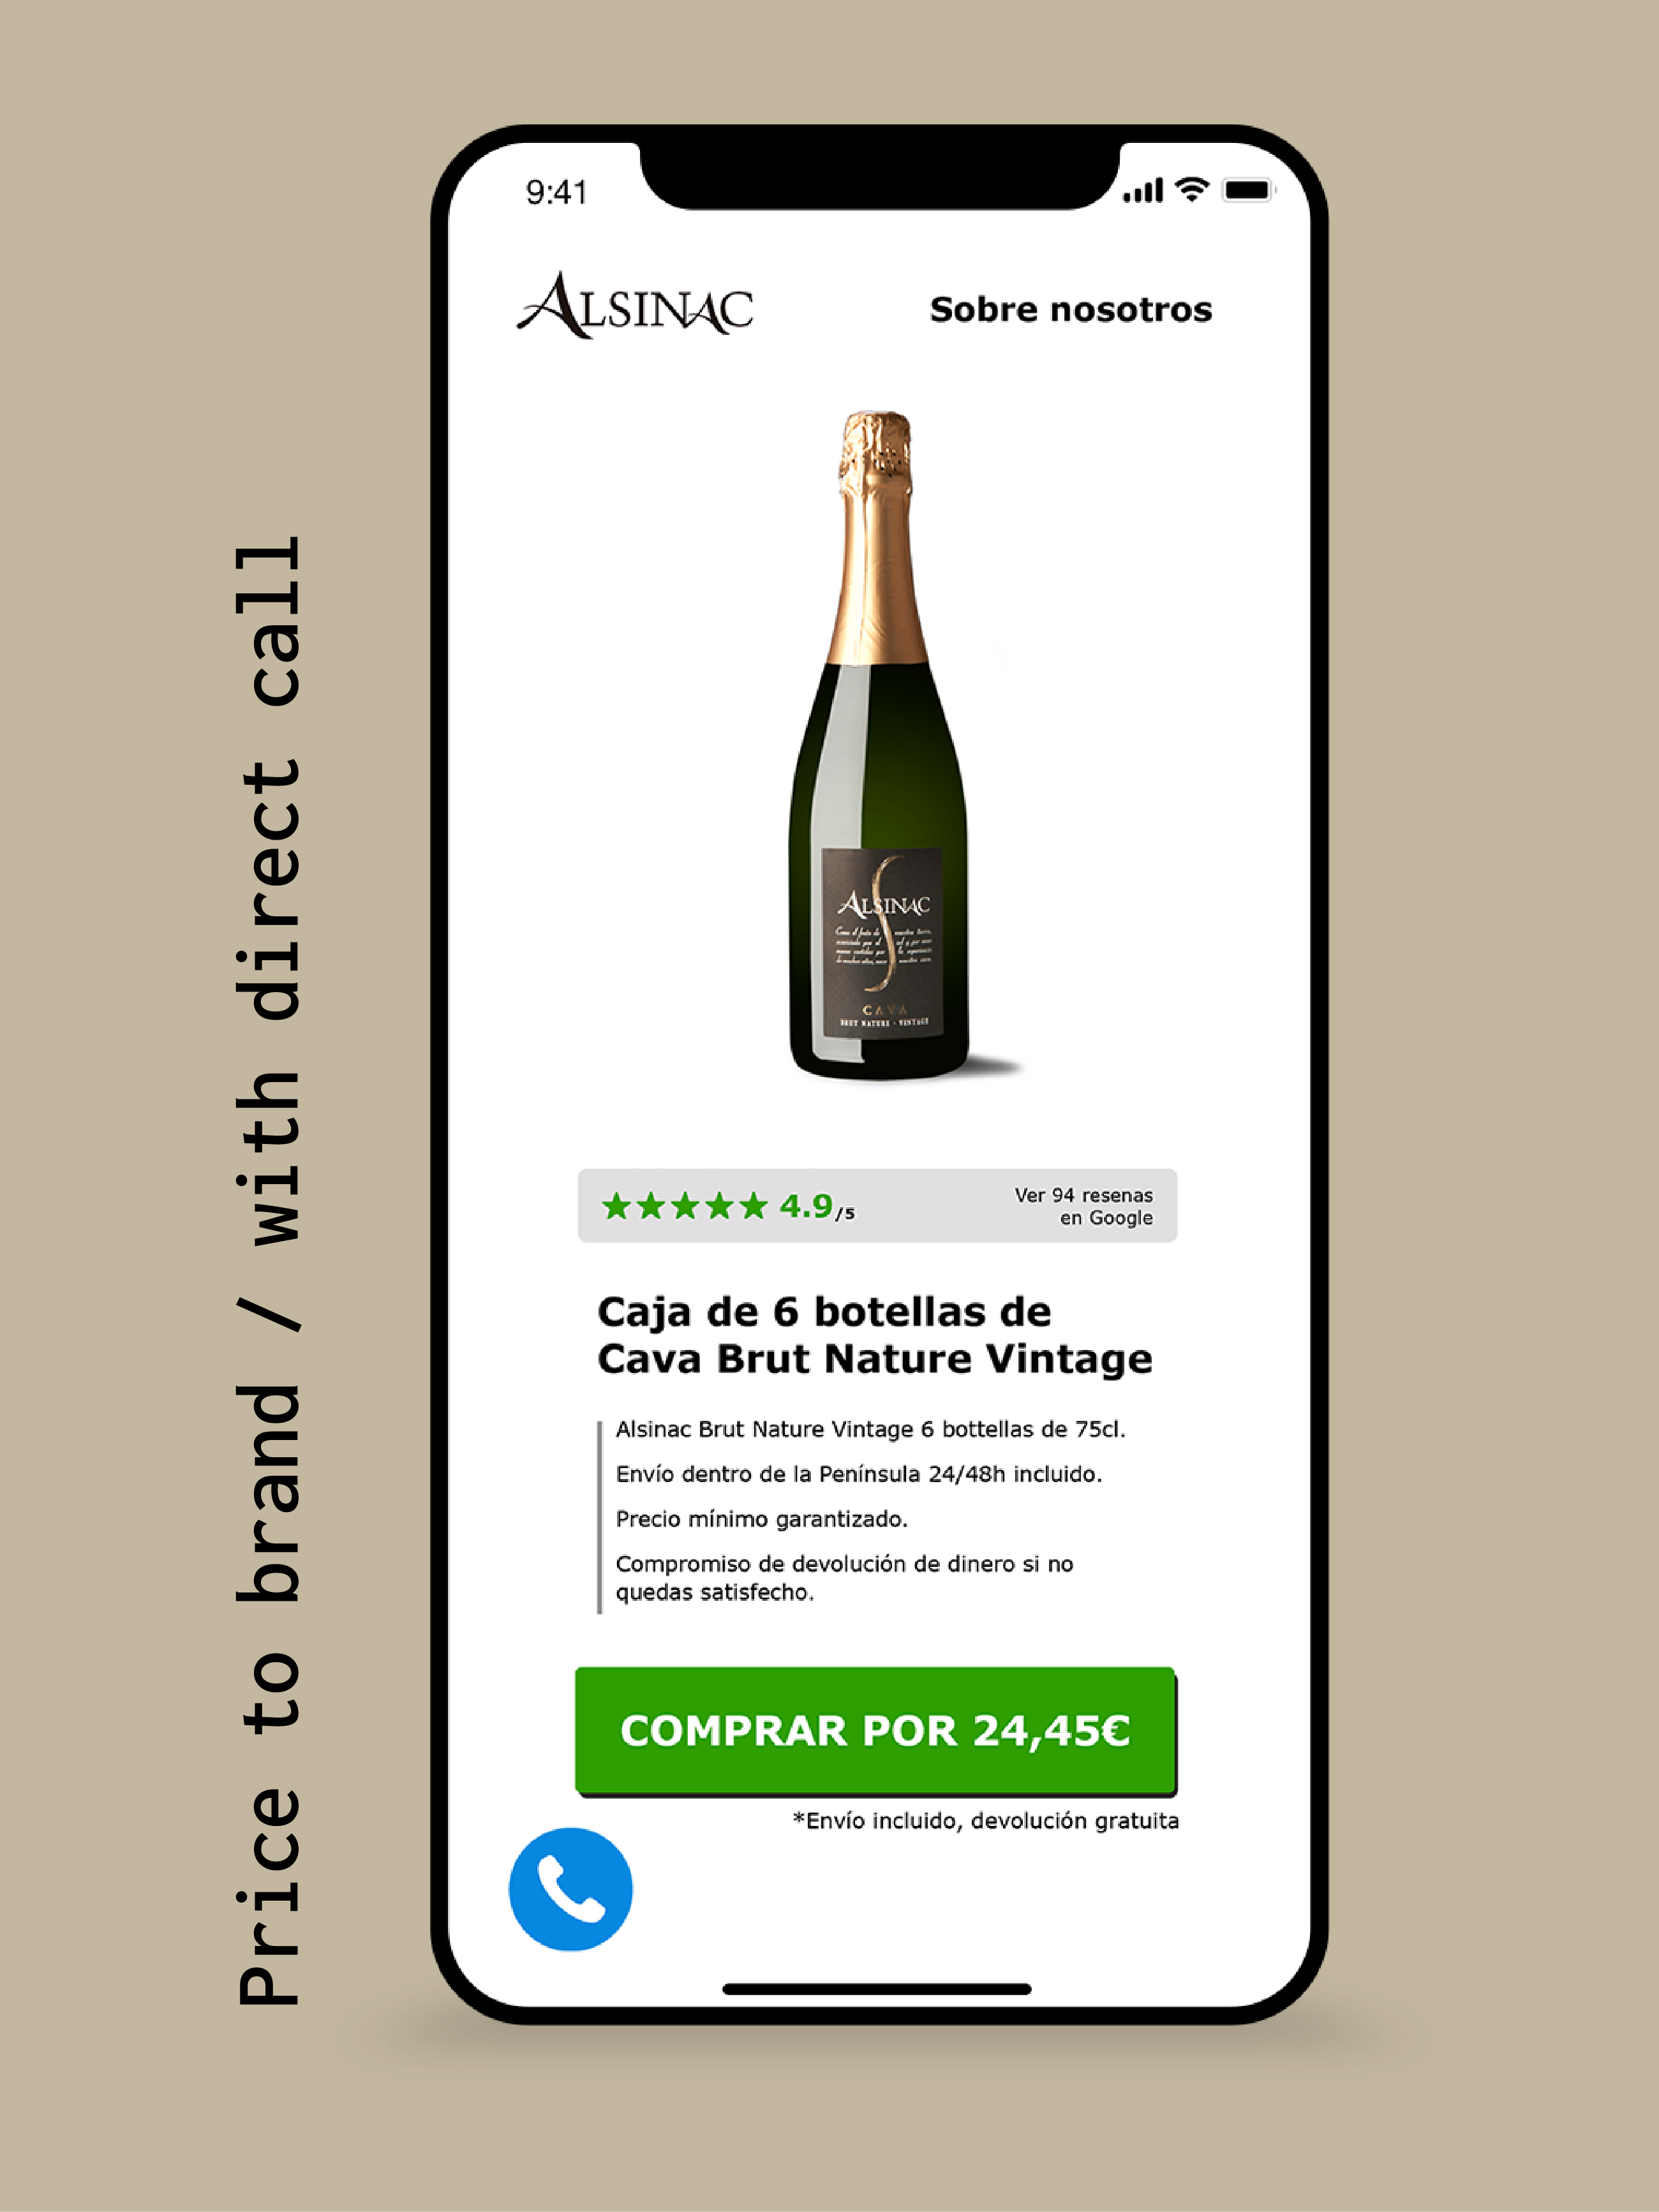 Price to brand / with direct call
9:41
ALSINAC
Sobre nosotros
ALSINAC
CAVA
BRUT NATURE - VINTAGE
4.9/5
Ver 94 resenas
en Google
Caja de 6 botellas de
Cava Brut Nature Vintage
Alsinac Brut Nature Vintage 6 bottellas de 75cl.
Envío dentro de la Península 24/48h incluido.
Precio mínimo garantizado.
Compromiso de devolución de dinero si no
quedas satisfecho.
COMPRAR POR 24,45€
*Envío incluido, devolución gratuita